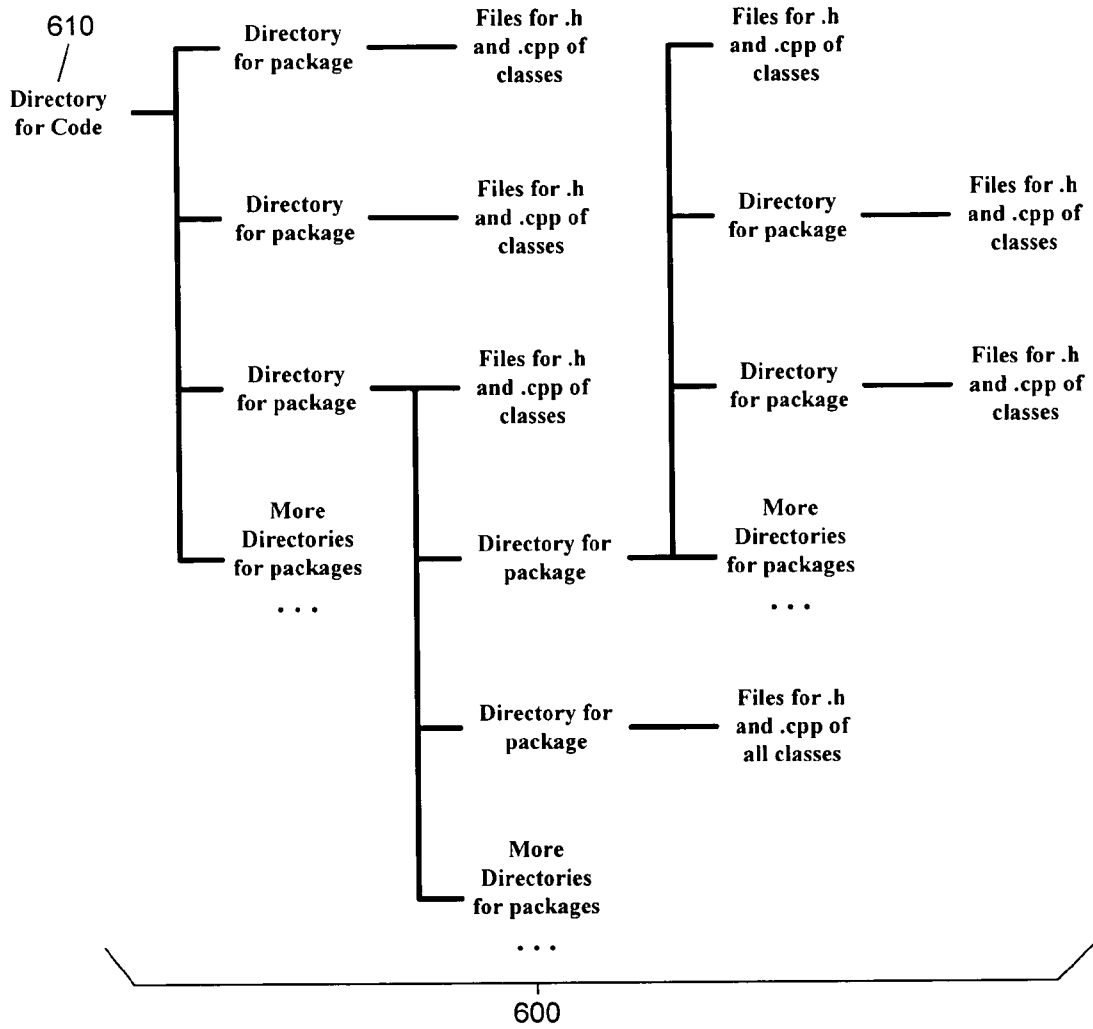 610
Directory
for Code
Directory
for package
Files for .h
and .cpp of
classes
Directory
for package
Files for .h
and .cpp of
classes
Directory
for package
Files for .h
and .cpp of
classes
More
Directories
for packages
. . .
Directory for
package
Directory for
package
Files for .h
and .cpp of
all classes
More
Directories
for packages
. . .
Files for .h
and .cpp of
classes
Directory
for package
Files for .h
and .cpp of
classes
Directory
for package
Files for .h
and .cpp of
classes
More
Directories
for packages
. . .
600